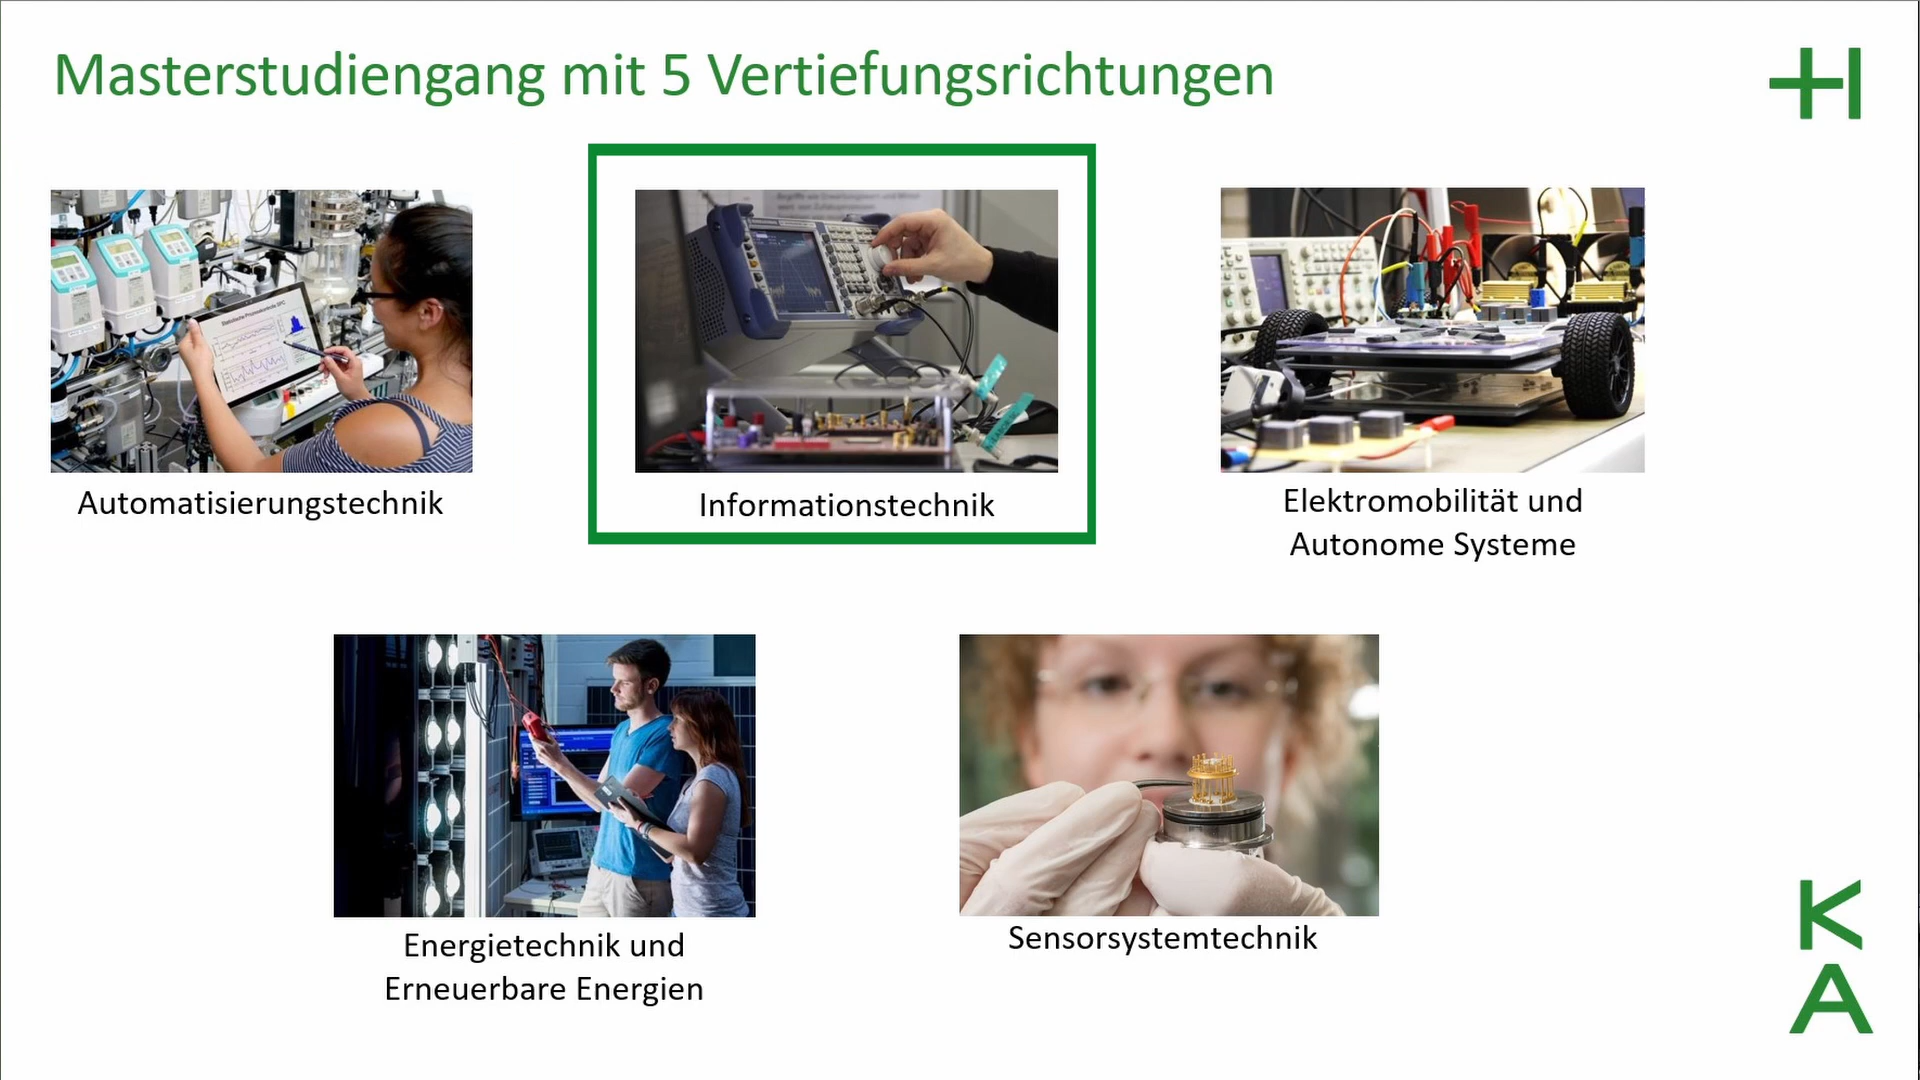 Masterstudiengang mit 5 Vertiefungsrichtungen
H
Automatisierungstechnik
Informationstechnik
Elektromobilität und
Autonome Systeme
Energietechnik und
Erneuerbare Energien
Sensorsystemtechnik
K
A